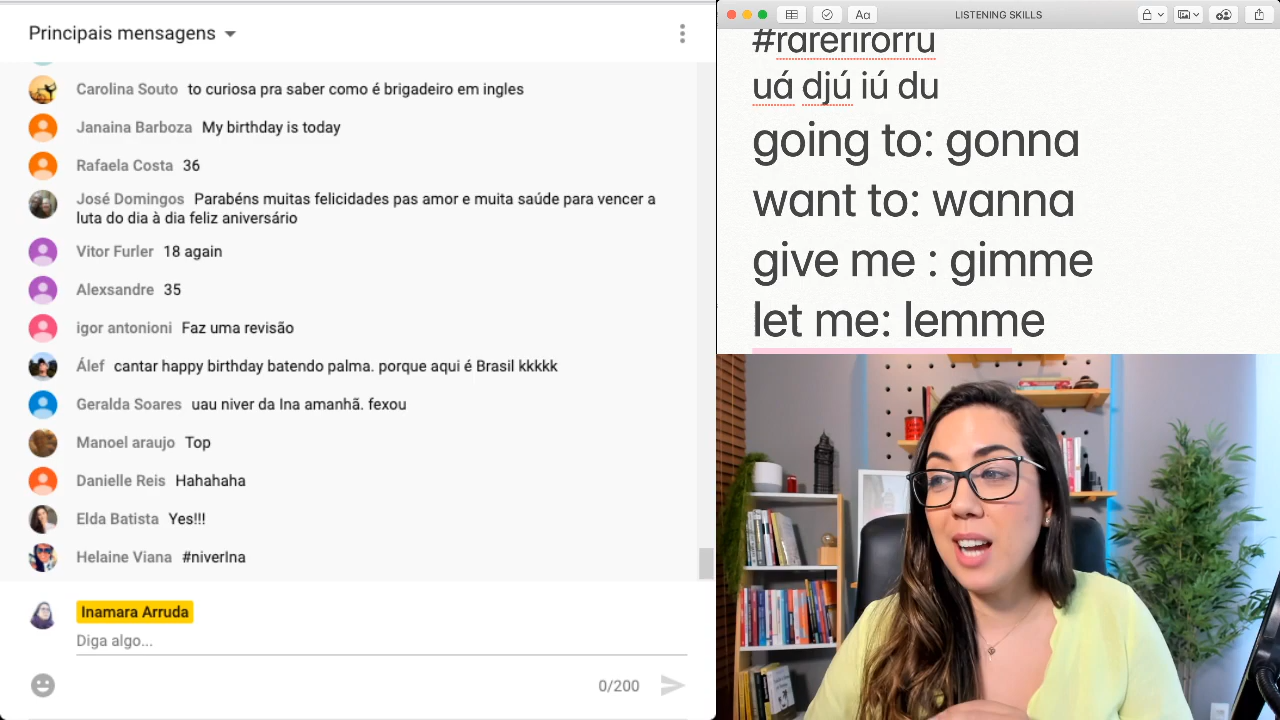 Principais mensagens
Carolina Souto to curiosa pra saber como é brigadeiro em ingles
Janaina Barboza My birthday is today
Rafaela Costa 36
José Domingos Parabéns muitas felicidades pas amor e muita saúde para vencer a
luta do dia à dia feliz aniversário
Vitor Furler 18 again
Alexsandre 35
igor antonioni Faz uma revisão
Álef cantar happy birthday batendo palma. porque aqui é Brasil kkkkk
Geralda Soares uau niver da Ina amanhã. fexou
Manoel araujo Top
Danielle Reis Hahahaha
Elda Batista Yes!!!
Helaine Viana #niverIna
Inamara Arruda
Diga algo...
0/200
Aa
LISTENING SKILLS
#rarerirorru
uá djú iú du
going to: gonna
want to: wanna
give me : gimme
let me: lemme